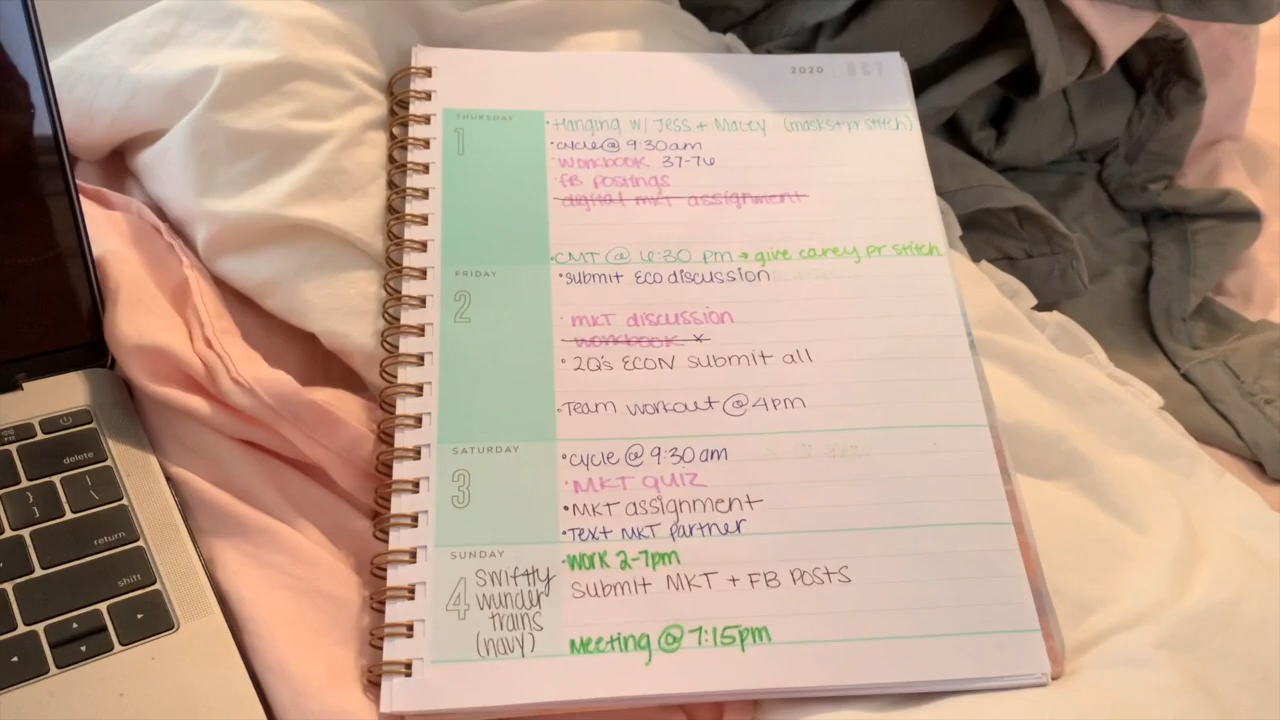 2020 OCT
THURSDAY
1
• Hanging w/ Jess + Macey (masks + pr stitch)
• cycle @ 9:30am
• workbook 37-76
• FB postings
digital mkt assignment
• CMT @ 6:30 pm → give carey pr stitch
FRIDAY
2
• submit Eco discussion
• MKT discussion
workbook x
• 2Q's ECON submit all
• Team workout @ 4pm
SATURDAY
3
• cycle @ 9:30 am
• MKT QUIZ
• MKT assignment
• Text MKT partner
SUNDAY
4
swiftly
wunder
trains
(navy)
• work 2-7pm
submit MKT + FB POSTS
Meeting @ 7:15pm
delete
return
shift
}
]
|
\